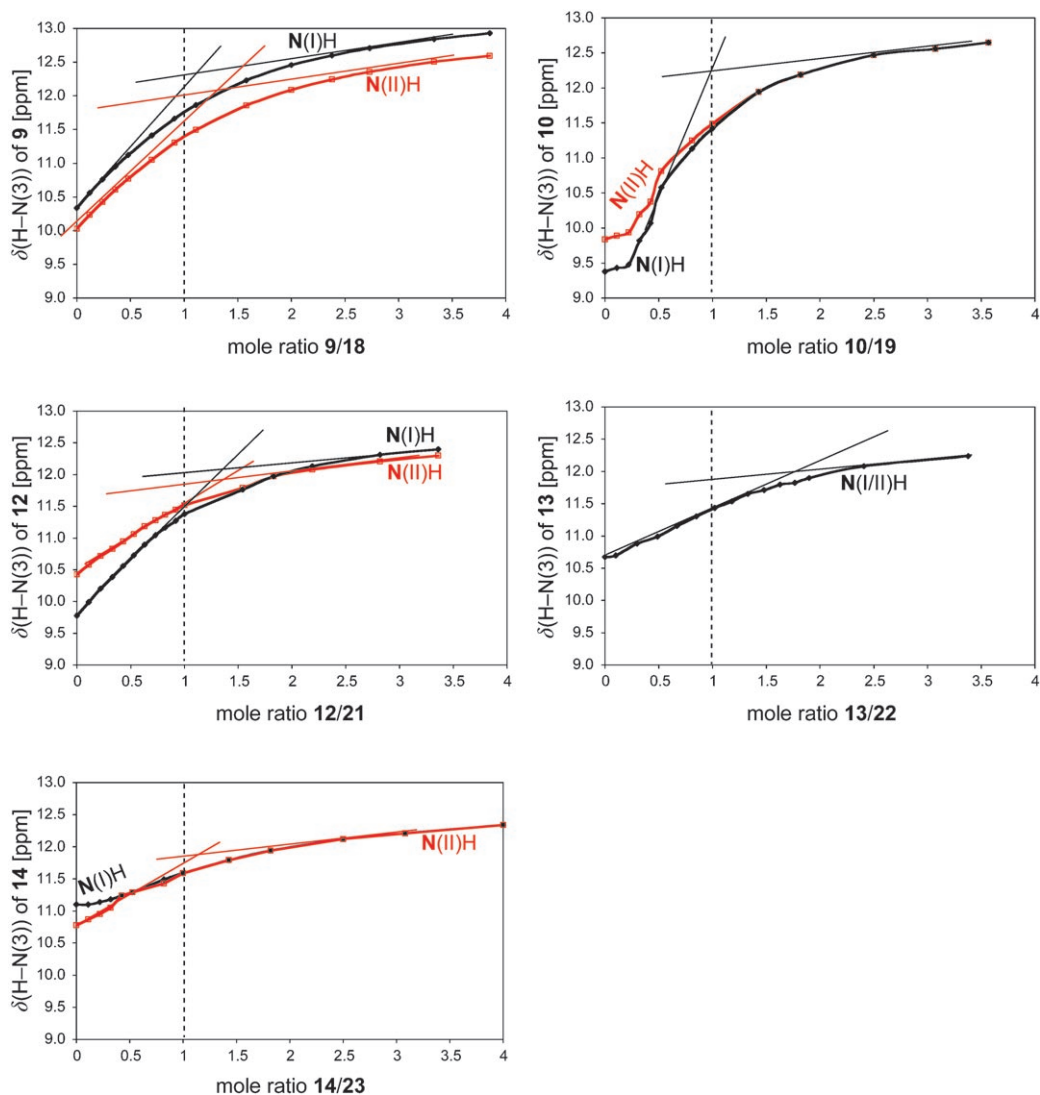 δ(H–N(3)) of 9 [ppm]
13.0
12.5
12.0
11.5
11.0
10.5
10.0
9.5
9.0
N(I)H
N(II)H
0 0.5 1 1.5 2 2.5 3 3.5 4
mole ratio 9/18
δ(H–N(3)) of 10 [ppm]
13.0
12.5
12.0
11.5
11.0
10.5
10.0
9.5
9.0
N(II)H
N(I)H
0 0.5 1 1.5 2 2.5 3 3.5 4
mole ratio 10/19
δ(H–N(3)) of 12 [ppm]
13.0
12.5
12.0
11.5
11.0
10.5
10.0
9.5
9.0
N(I)H
N(II)H
0 0.5 1 1.5 2 2.5 3 3.5 4
mole ratio 12/21
δ(H–N(3)) of 13 [ppm]
13.0
12.5
12.0
11.5
11.0
10.5
10.0
9.5
9.0
N(I/II)H
0 0.5 1 1.5 2 2.5 3 3.5 4
mole ratio 13/22
δ(H–N(3)) of 14 [ppm]
13.0
12.5
12.0
11.5
11.0
10.5
10.0
9.5
9.0
N(I)H
N(II)H
0 0.5 1 1.5 2 2.5 3 3.5 4
mole ratio 14/23